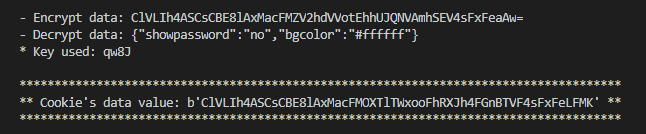 - Encrypt data: ClVLIh4ASCsCBE8lAxMacFMZV2hdVVotEhhUJQNVAmhSEV4sFxFeaAw=
- Decrypt data: {"showpassword":"no","bgcolor":"#ffffff"}
* Key used: qw8J
**************************************************************************************
** Cookie's data value: b'ClVLIh4ASCsCBE8lAxMacFMOXTlTWxooFhRXJh4FGnBTVF4sFxFeLFMK' **
**************************************************************************************